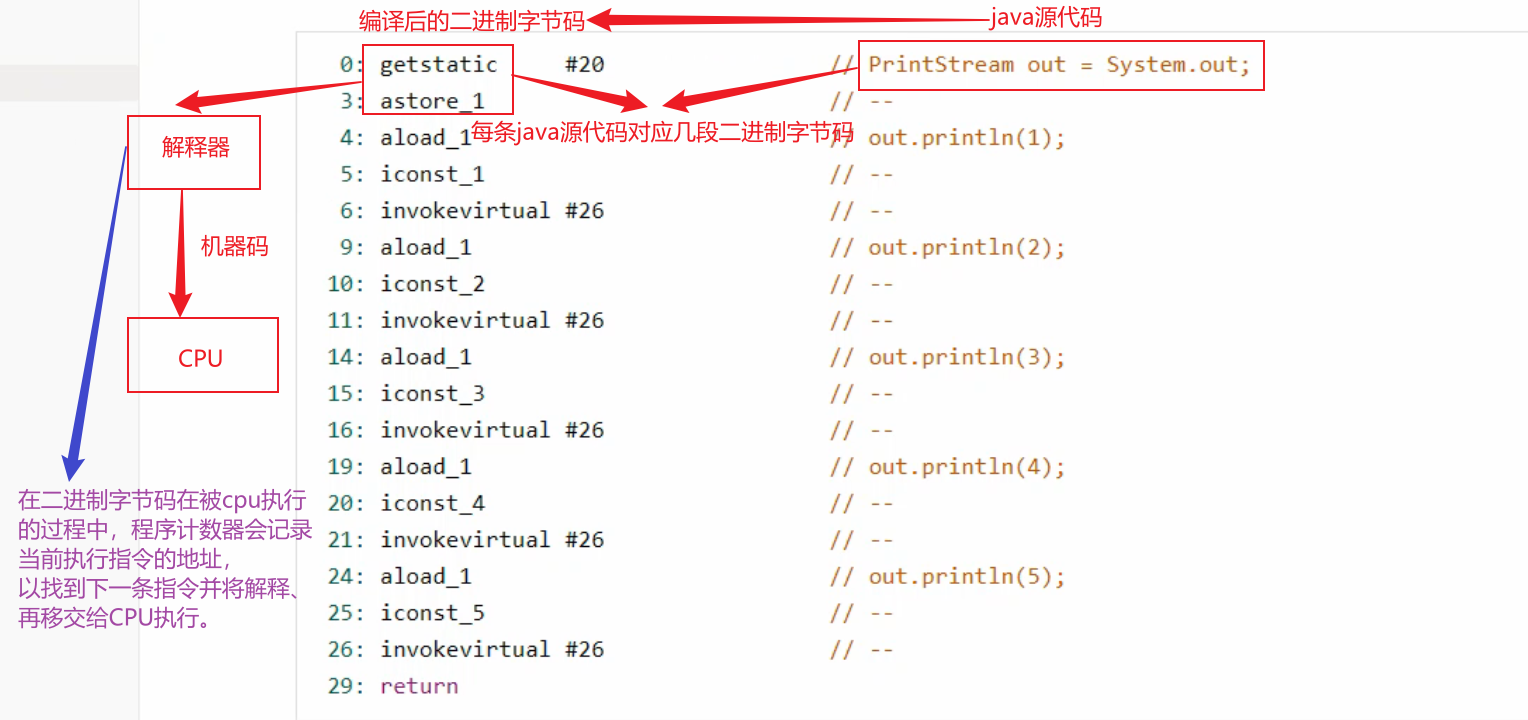 编译后的二进制字节码 java源代码
0: getstatic #20 // PrintStream out = System.out;
3: astore_1 // --
每条java源代码对应几段二进制字节码
4: aload_1 // out.println(1);
解释器
5: iconst_1 // --
6: invokevirtual #26 // --
机器码
9: aload_1 // out.println(2);
10: iconst_2 // --
11: invokevirtual #26 // --
CPU
14: aload_1 // out.println(3);
15: iconst_3 // --
16: invokevirtual #26 // --
19: aload_1 // out.println(4);
20: iconst_4 // --
21: invokevirtual #26 // --
24: aload_1 // out.println(5);
25: iconst_5 // --
26: invokevirtual #26 // --
29: return
在二进制字节码在被cpu执行
的过程中，程序计数器会记录
当前执行指令的地址，
以找到下一条指令并将解释、
再移交给CPU执行。